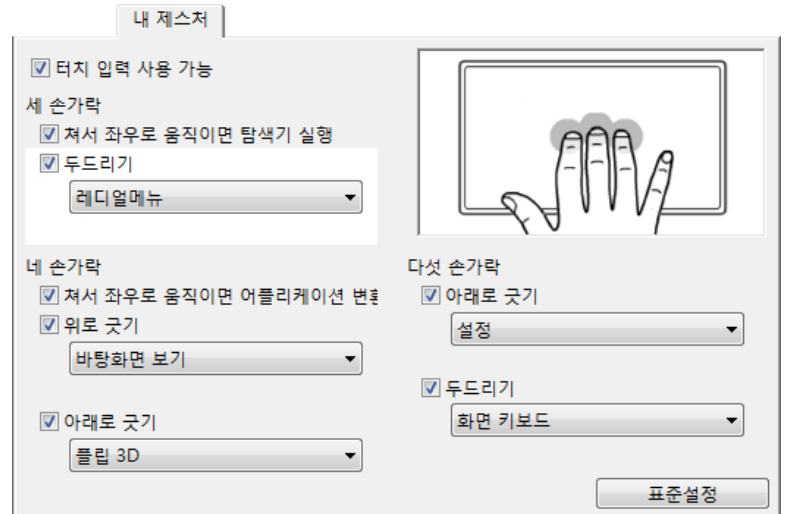 내 제스처
터치 입력 사용 가능
세 손가락
쳐서 좌우로 움직이면 탐색기 실행
두드리기
레디얼메뉴
네 손가락
쳐서 좌우로 움직이면 어플리케이션 변환
위로 긋기
바탕화면 보기
아래로 긋기
플립 3D
다섯 손가락
아래로 긋기
설정
두드리기
화면 키보드
표준설정